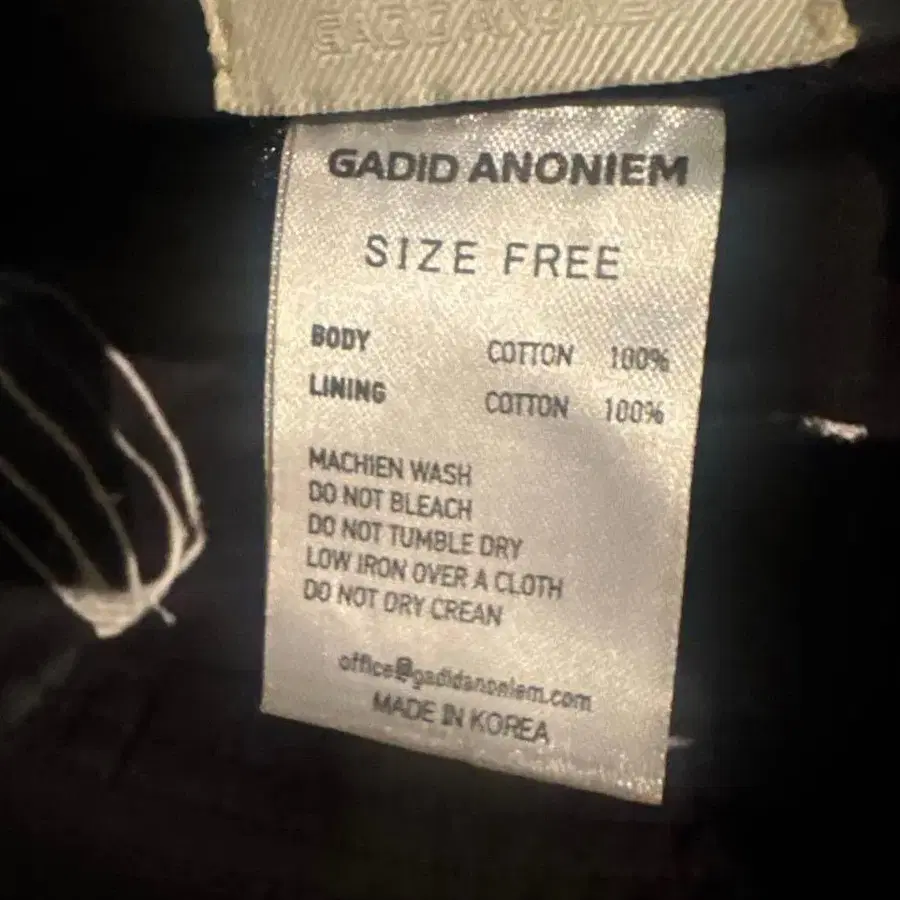 GADID ANONIEM
SIZE FREE
BODY COTTON 100%
LINING COTTON 100%
MACHIEN WASH
DO NOT BLEACH
DO NOT TUMBLE DRY
LOW IRON OVER A CLOTH
DO NOT DRY CREAN
office@gadidanoniem.com
MADE IN KOREA